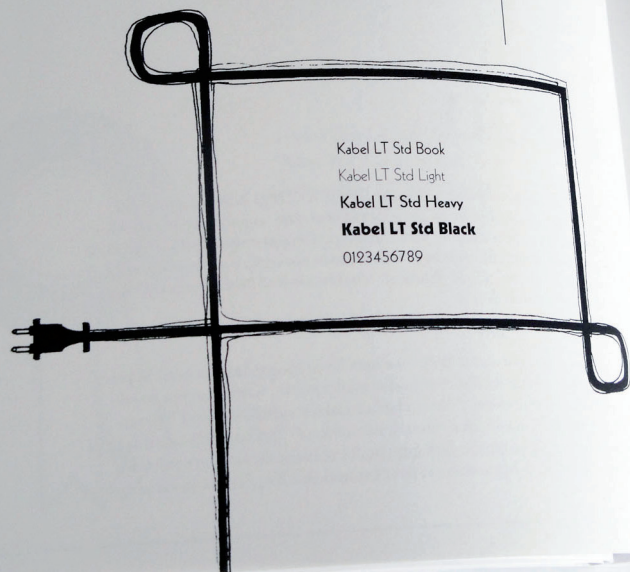 Kabel LT Std Book
Kabel LT Std Light
Kabel LT Std Heavy
Kabel LT Std Black
0123456789